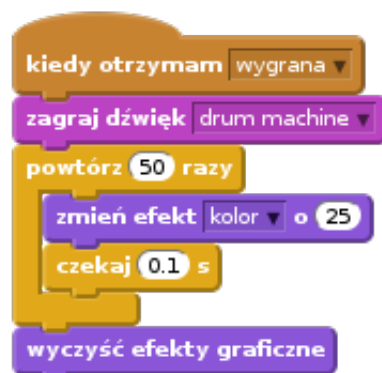 kiedy otrzymam wygrana
zagraj dźwięk drum machine
powtórz 50 razy
zmień efekt kolor o 25
czekaj 0.1 s
wyczyść efekty graficzne